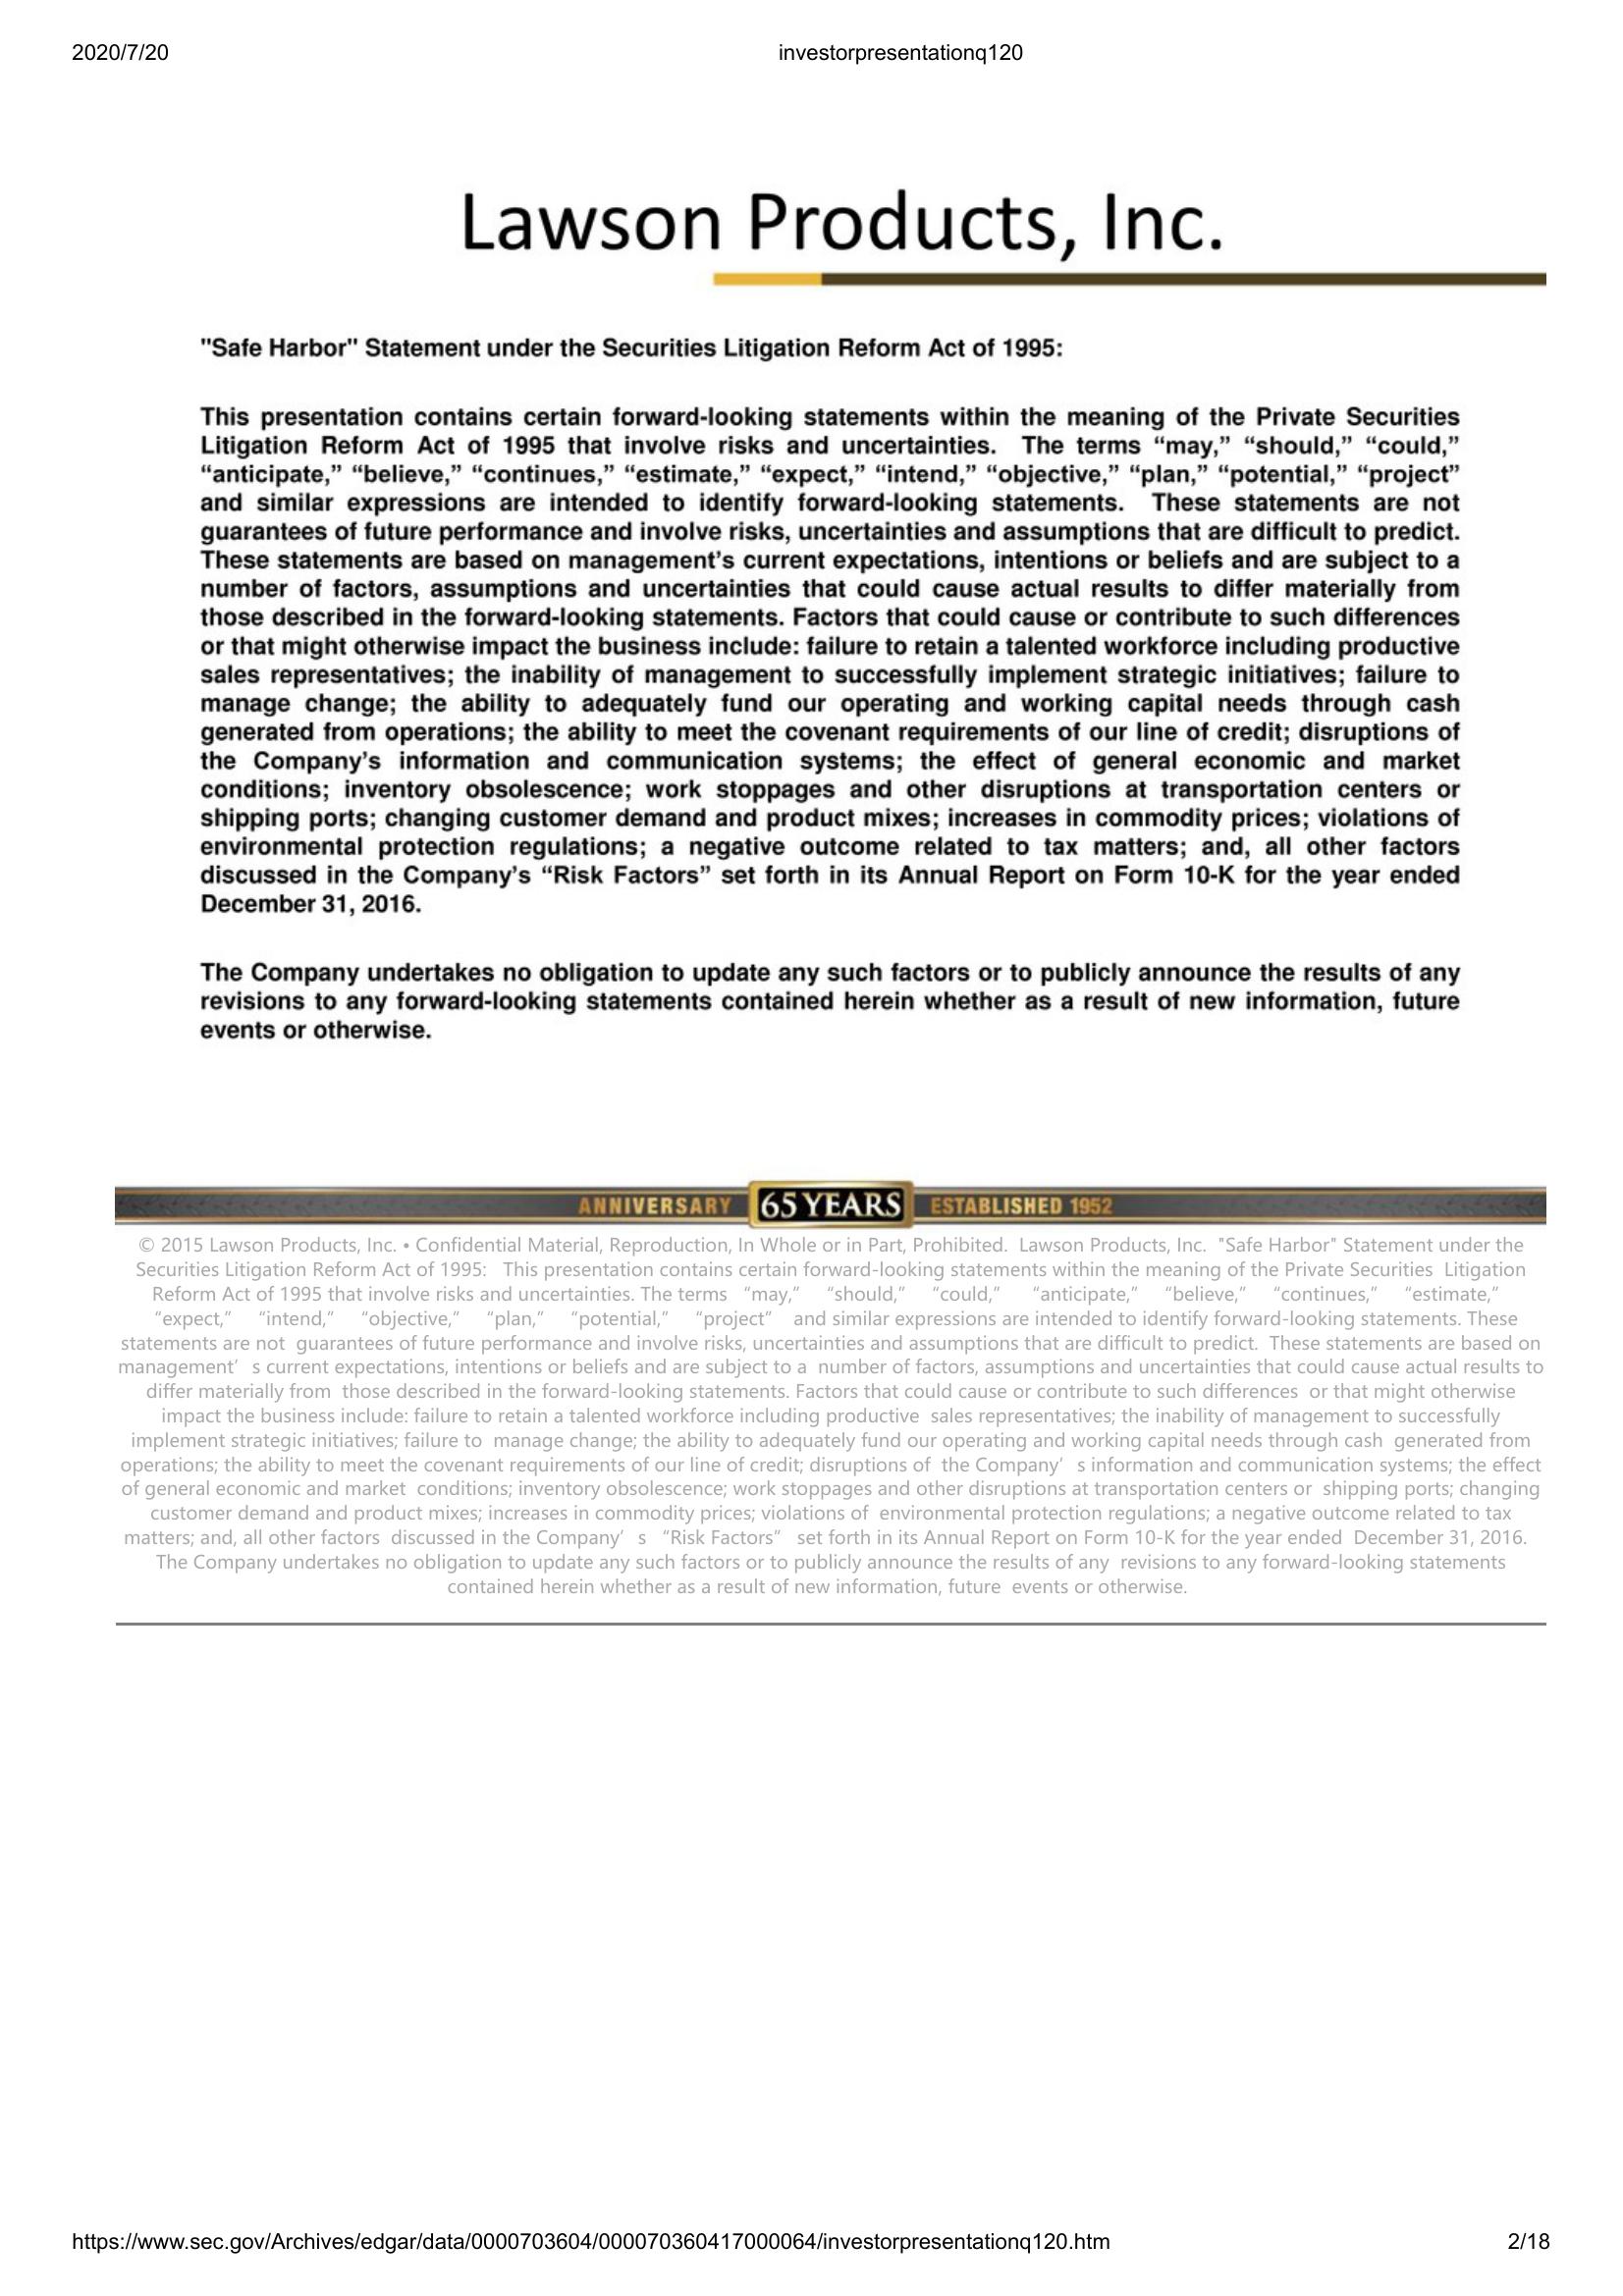 2020/7/20 investorpresentationq120
Lawson Products, Inc.
"Safe Harbor" Statement under the Securities Litigation Reform Act of 1995:
This presentation contains certain forward-looking statements within the meaning of the Private Securities
Litigation Reform Act of 1995 that involve risks and uncertainties. The terms “may,” “should,” “could,”
“anticipate,” “believe,” “continues,” “estimate,” “expect,” “intend,” “objective,” “plan,” “potential,” “project”
and similar expressions are intended to identify forward-looking statements. These statements are not
guarantees of future performance and involve risks, uncertainties and assumptions that are difficult to predict.
These statements are based on management’s current expectations, intentions or beliefs and are subject to a
number of factors, assumptions and uncertainties that could cause actual results to differ materially from
those described in the forward-looking statements. Factors that could cause or contribute to such differences
or that might otherwise impact the business include: failure to retain a talented workforce including productive
sales representatives; the inability of management to successfully implement strategic initiatives; failure to
manage change; the ability to adequately fund our operating and working capital needs through cash
generated from operations; the ability to meet the covenant requirements of our line of credit; disruptions of
the Company’s information and communication systems; the effect of general economic and market
conditions; inventory obsolescence; work stoppages and other disruptions at transportation centers or
shipping ports; changing customer demand and product mixes; increases in commodity prices; violations of
environmental protection regulations; a negative outcome related to tax matters; and, all other factors
discussed in the Company’s “Risk Factors” set forth in its Annual Report on Form 10-K for the year ended
December 31, 2016.
The Company undertakes no obligation to update any such factors or to publicly announce the results of any
revisions to any forward-looking statements contained herein whether as a result of new information, future
events or otherwise.
ANNIVERSARY 65 YEARS ESTABLISHED 1952
© 2015 Lawson Products, Inc. • Confidential Material, Reproduction, In Whole or in Part, Prohibited. Lawson Products, Inc. "Safe Harbor" Statement under the
Securities Litigation Reform Act of 1995: This presentation contains certain forward-looking statements within the meaning of the Private Securities Litigation
Reform Act of 1995 that involve risks and uncertainties. The terms “may,” “should,” “could,” “anticipate,” “believe,” “continues,” “estimate,”
“expect,” “intend,” “objective,” “plan,” “potential,” “project” and similar expressions are intended to identify forward-looking statements. These
statements are not guarantees of future performance and involve risks, uncertainties and assumptions that are difficult to predict. These statements are based on
management’ s current expectations, intentions or beliefs and are subject to a number of factors, assumptions and uncertainties that could cause actual results to
differ materially from those described in the forward-looking statements. Factors that could cause or contribute to such differences or that might otherwise
impact the business include: failure to retain a talented workforce including productive sales representatives; the inability of management to successfully
implement strategic initiatives; failure to manage change; the ability to adequately fund our operating and working capital needs through cash generated from
operations; the ability to meet the covenant requirements of our line of credit; disruptions of the Company’ s information and communication systems; the effect
of general economic and market conditions; inventory obsolescence; work stoppages and other disruptions at transportation centers or shipping ports; changing
customer demand and product mixes; increases in commodity prices; violations of environmental protection regulations; a negative outcome related to tax
matters; and, all other factors discussed in the Company’ s “Risk Factors” set forth in its Annual Report on Form 10-K for the year ended December 31, 2016.
The Company undertakes no obligation to update any such factors or to publicly announce the results of any revisions to any forward-looking statements
contained herein whether as a result of new information, future events or otherwise.
https://www.sec.gov/Archives/edgar/data/0000703604/000070360417000064/investorpresentationq120.htm 2/18